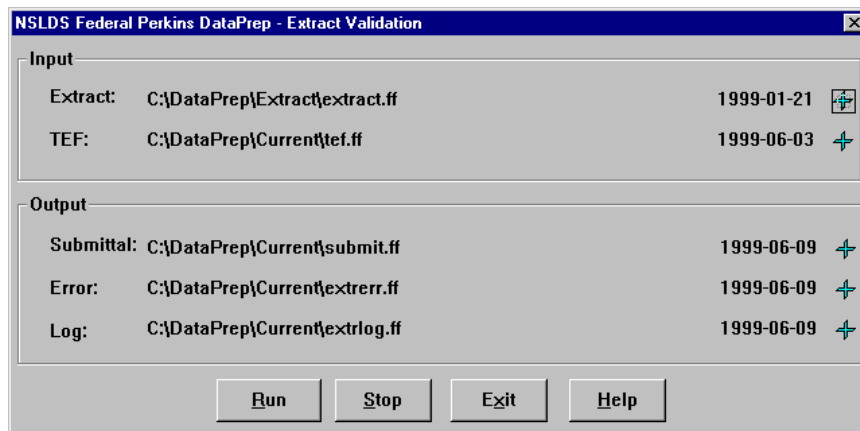 NSLDS Federal Perkins DataPrep - Extract Validation
Input
Extract: C:\DataPrep\Extract\extract.ff 1999-01-21
TEF: C:\DataPrep\Current\tef.ff 1999-06-03
Output
Submittal: C:\DataPrep\Current\submit.ff 1999-06-09
Error: C:\DataPrep\Current\extrerr.ff 1999-06-09
Log: C:\DataPrep\Current\extrlog.ff 1999-06-09
Run Stop Exit Help